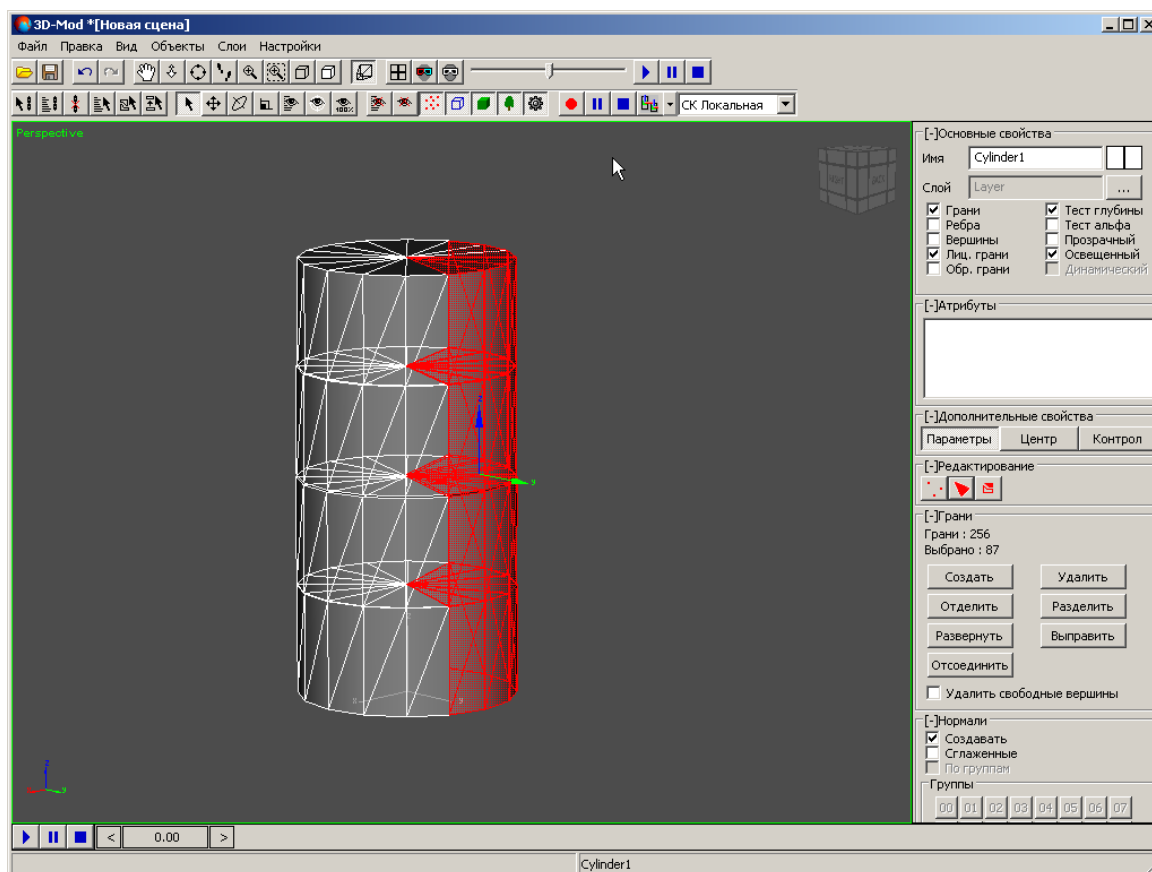 3D-Mod *[Новая сцена]
Файл Правка Вид Объекты Слои Настройки
100%
СК Локальная
Perspective
BACK
z
y
[-]Основные свойства
Имя Cylinder1
Слой Layer ...
Грани Тест глубины
Ребра Тест альфа
Вершины Прозрачный
Лиц. грани Освещенный
Обр. грани Динамический
[-]Атрибуты
[-]Дополнительные свойства
Параметры Центр Контрол
[-]Редактирование
[-]Грани
Грани : 256
Выбрано : 87
Создать Удалить
Отделить Разделить
Развернуть Выправить
Отсоединить
Удалить свободные вершины
[-]Нормали
Создавать
Сглаженные
По группам
Группы
00 01 02 03 04 05 06 07
< 0.00 >
Cylinder1